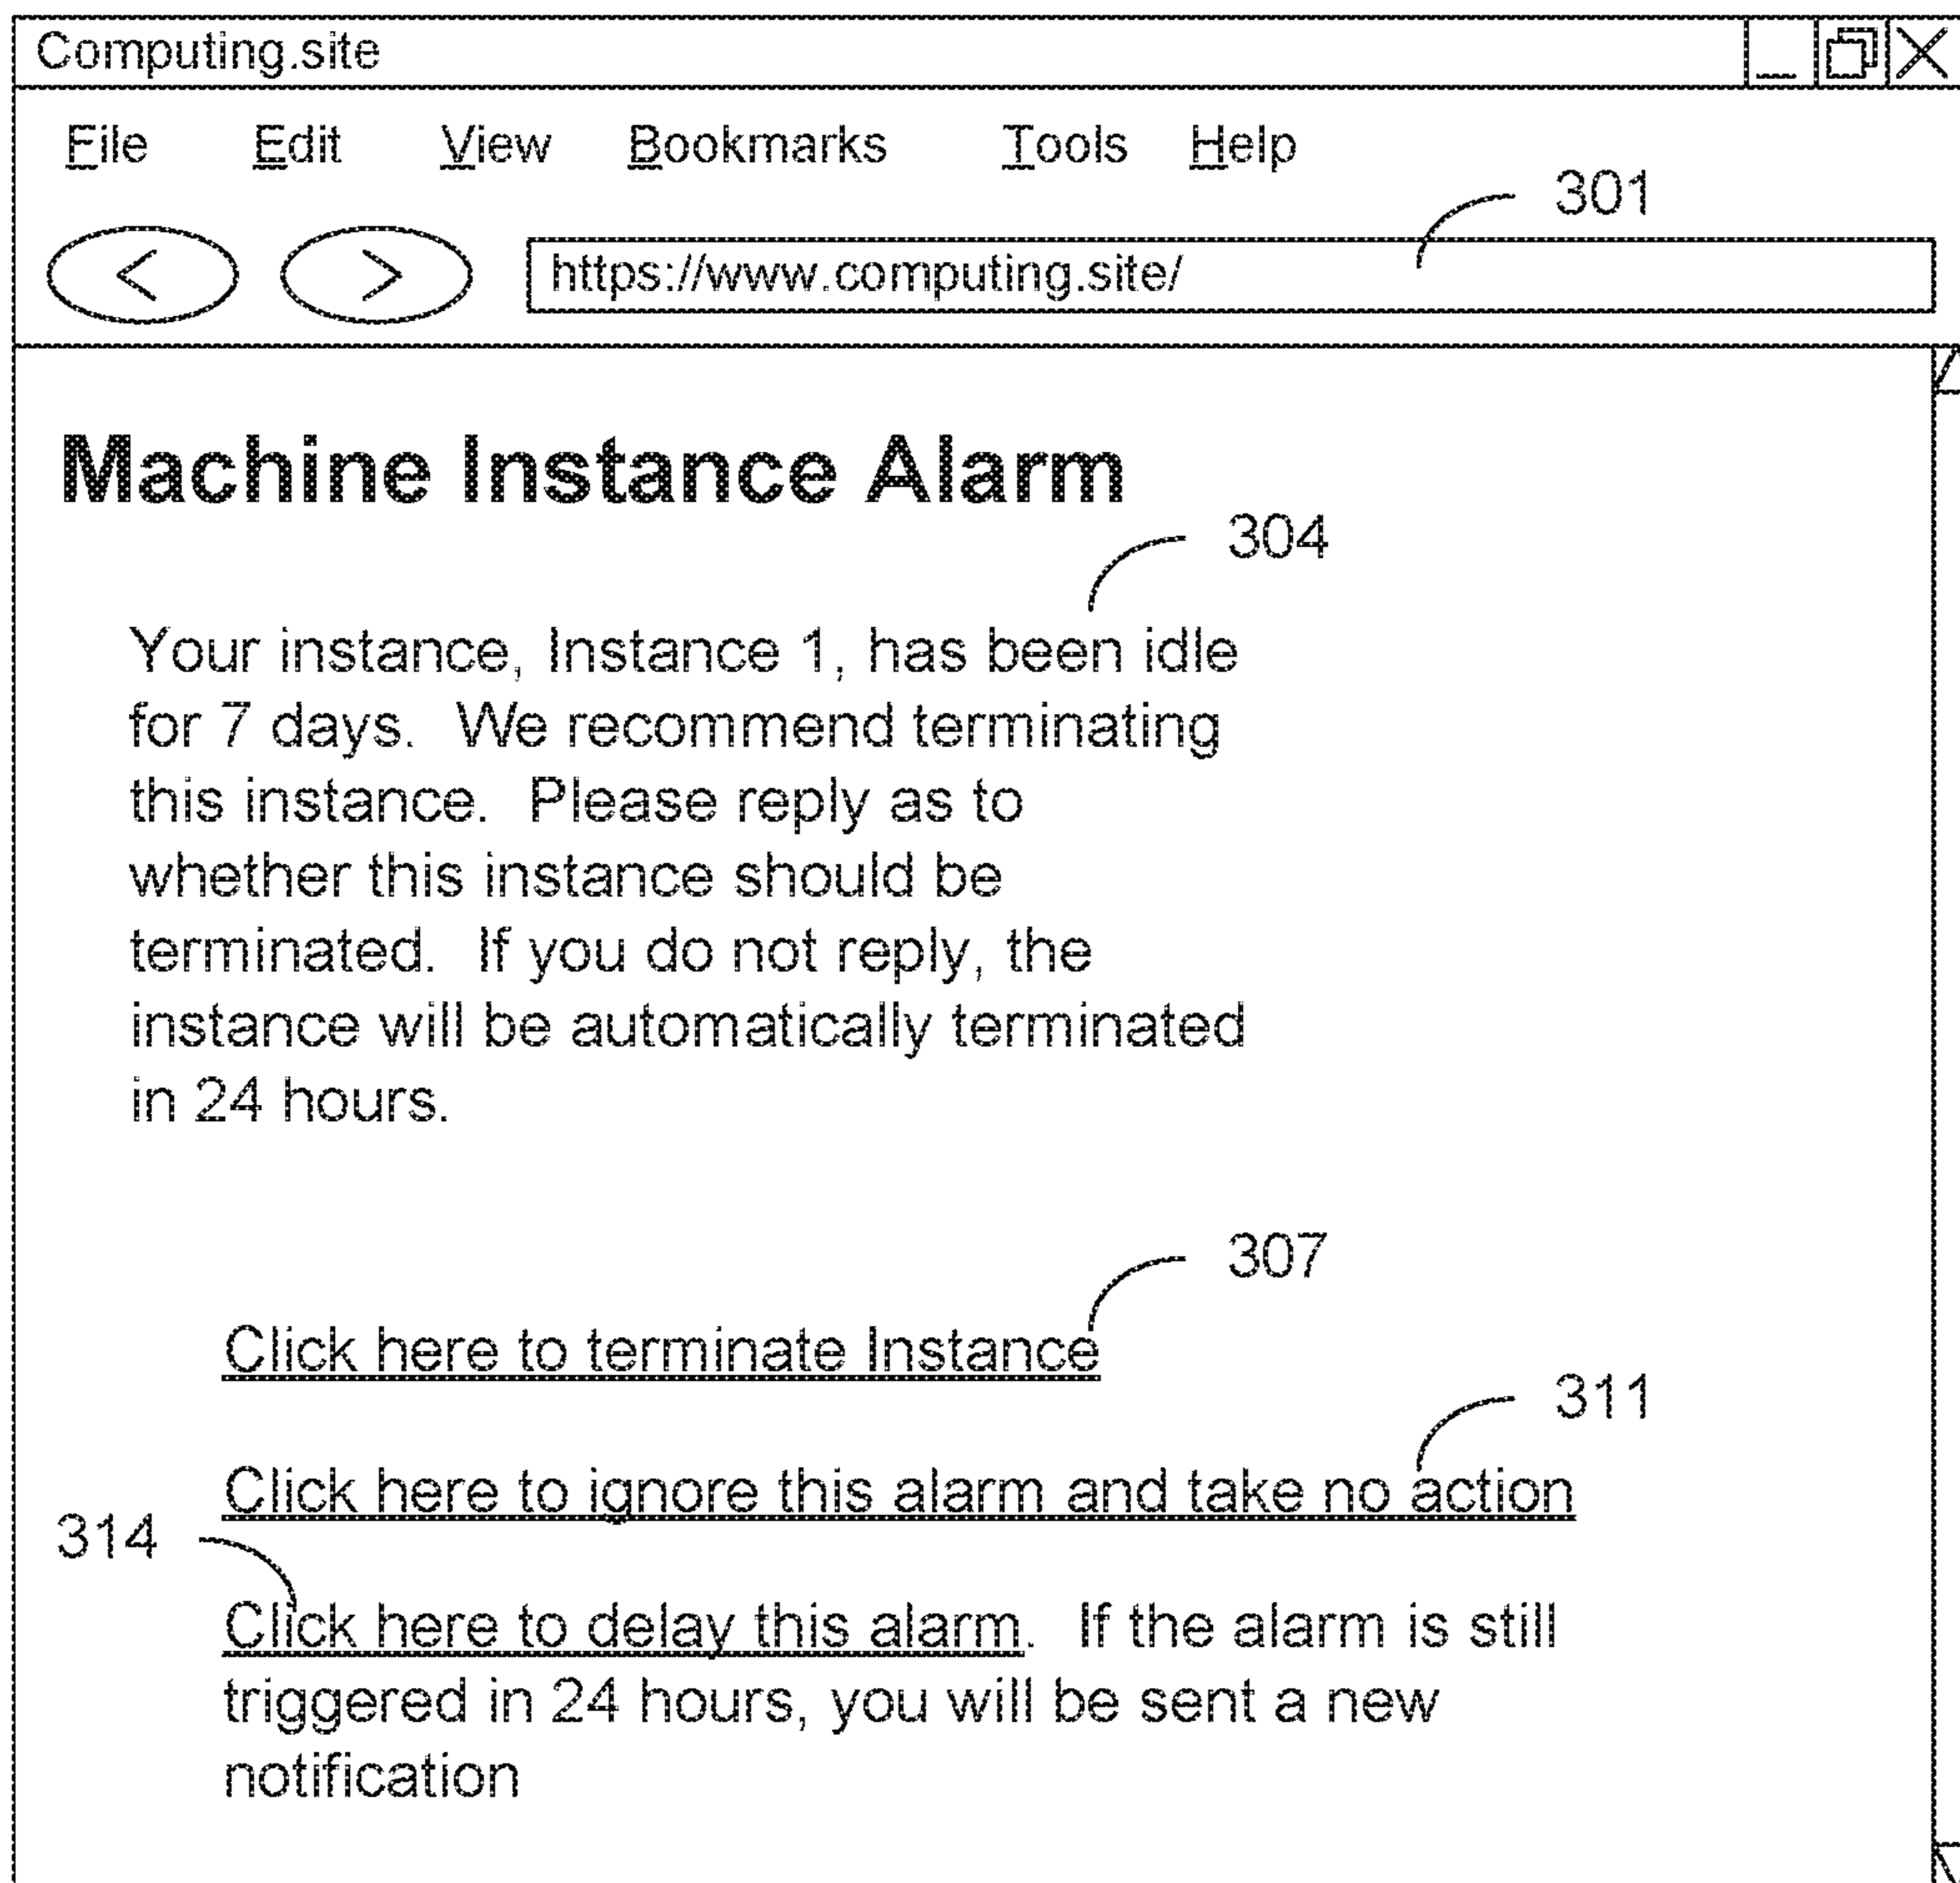 Computing.site
File Edit View Bookmarks Tools Help
301
< > https://www.computing.site/
Machine Instance Alarm
304
Your instance, Instance 1, has been idle
for 7 days. We recommend terminating
this instance. Please reply as to
whether this instance should be
terminated. If you do not reply, the
instance will be automatically terminated
in 24 hours.
307
Click here to terminate Instance
311
Click here to ignore this alarm and take no action
314
Click here to delay this alarm. If the alarm is still
triggered in 24 hours, you will be sent a new
notification